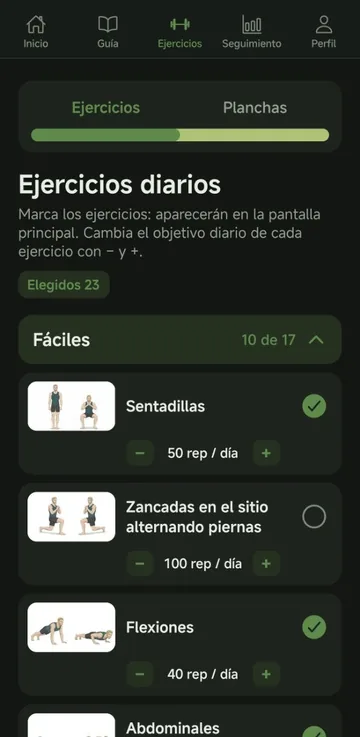 Inicio
Guía
Ejercicios
Seguimiento
Perfil
Ejercicios
Planchas
Ejercicios diarios
Marca los ejercicios: aparecerán en la pantalla
principal. Cambia el objetivo diario de cada
ejercicio con − y +.
Elegidos 23
Fáciles
10 de 17
Sentadillas
− 50 rep / día +
Zancadas en el sitio
alternando piernas
− 100 rep / día +
Flexiones
− 40 rep / día +
Abdominales